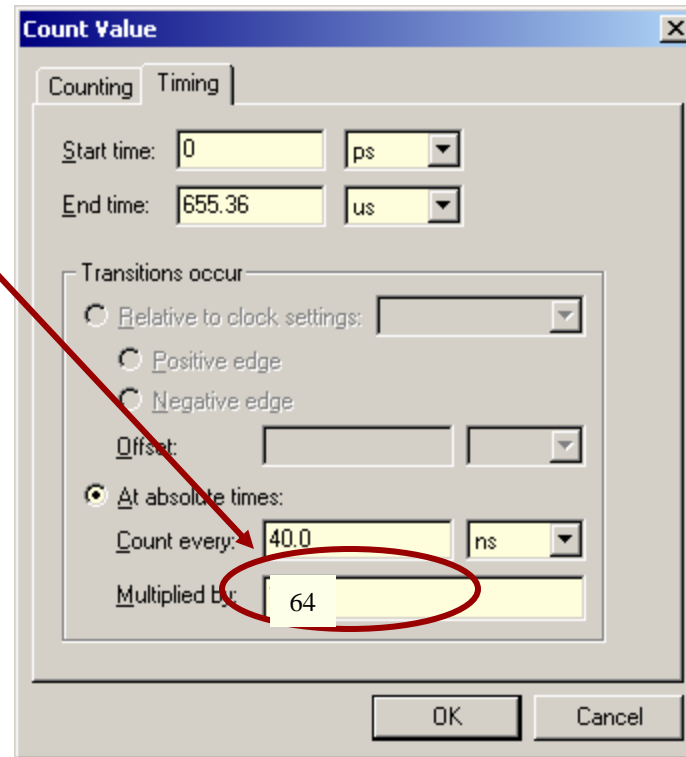 Count Value
Counting Timing
Start time: 0 ps
End time: 655.36 us
Transitions occur
Relative to clock settings:
Positive edge
Negative edge
Offset:
At absolute times:
Count every: 40.0 ns
Multiplied by: 64
OK Cancel